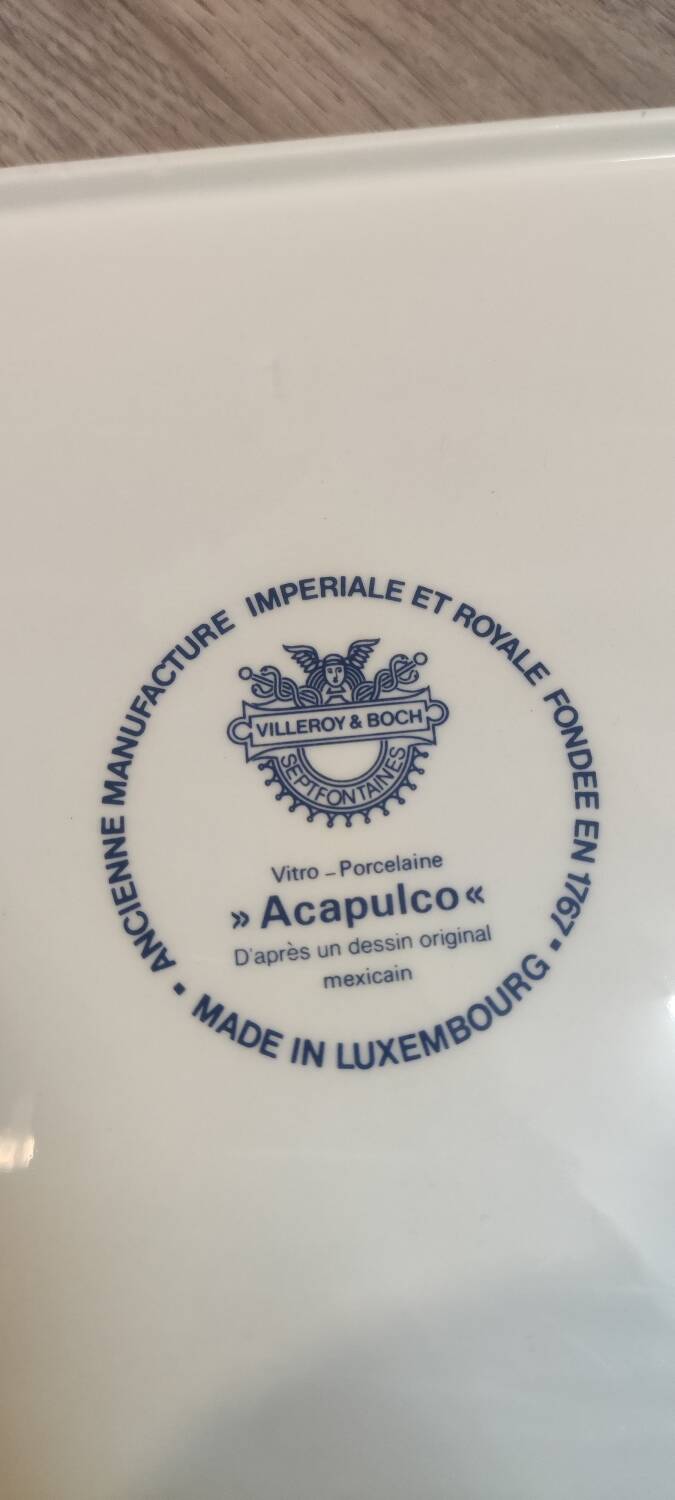 ANCIENNE MANUFACTURE IMPERIALE ET ROYALE FONDEE EN 1767
VILLEROY & BOCH
SEPTFONTAINES
Vitro – Porcelaine
» Acapulco «
D'après un dessin original
mexicain
• MADE IN LUXEMBOURG •